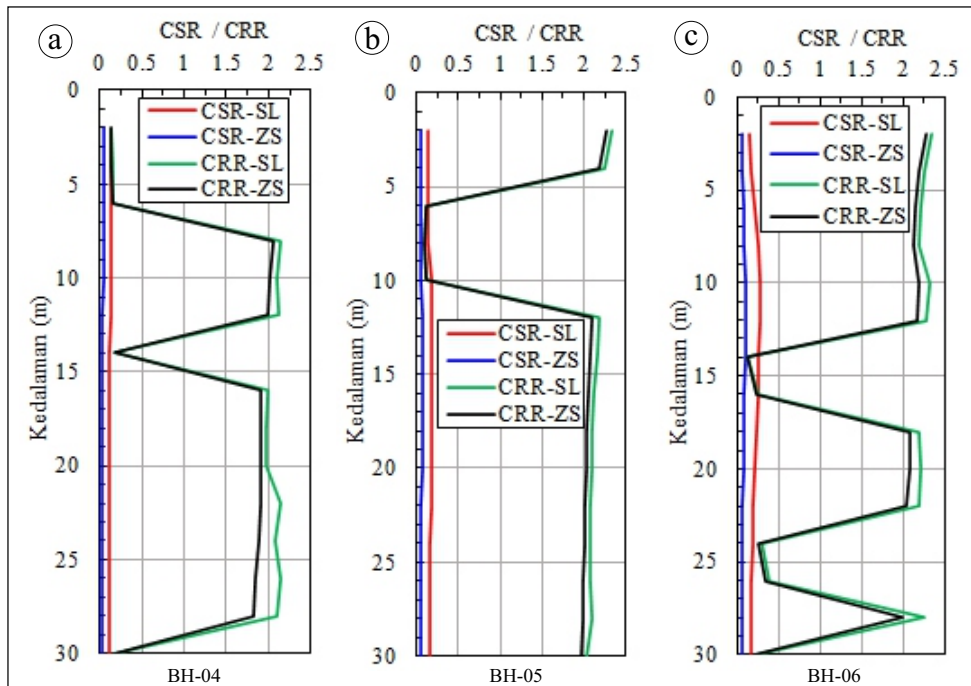 a
CSR / CRR
0 0.5 1 1.5 2 2.5
0
5
10
15
20
25
30
Kedalaman (m)
CSR-SL
CSR-ZS
CRR-SL
CRR-ZS
BH-04
b
CSR / CRR
0 0.5 1 1.5 2 2.5
0
5
10
15
20
25
30
Kedalaman (m)
CSR-SL
CSR-ZS
CRR-SL
CRR-ZS
BH-05
c
CSR / CRR
0 0.5 1 1.5 2 2.5
0
5
10
15
20
25
30
Kedalaman (m)
CSR-SL
CSR-ZS
CRR-SL
CRR-ZS
BH-06